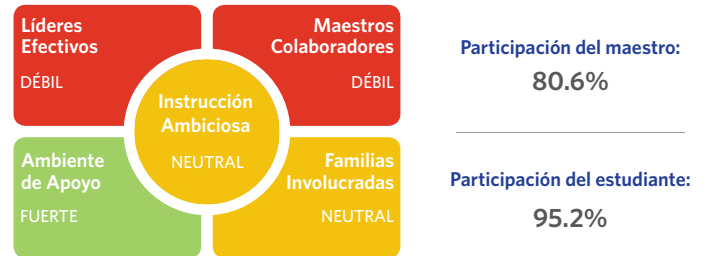 Líderes
Efectivos
DÉBIL
Maestros
Colaboradores
DÉBIL
Instrucción
Ambiciosa
NEUTRAL
Ambiente
de Apoyo
FUERTE
Familias
Involucradas
NEUTRAL
Participación del maestro:
80.6%
Participación del estudiante:
95.2%